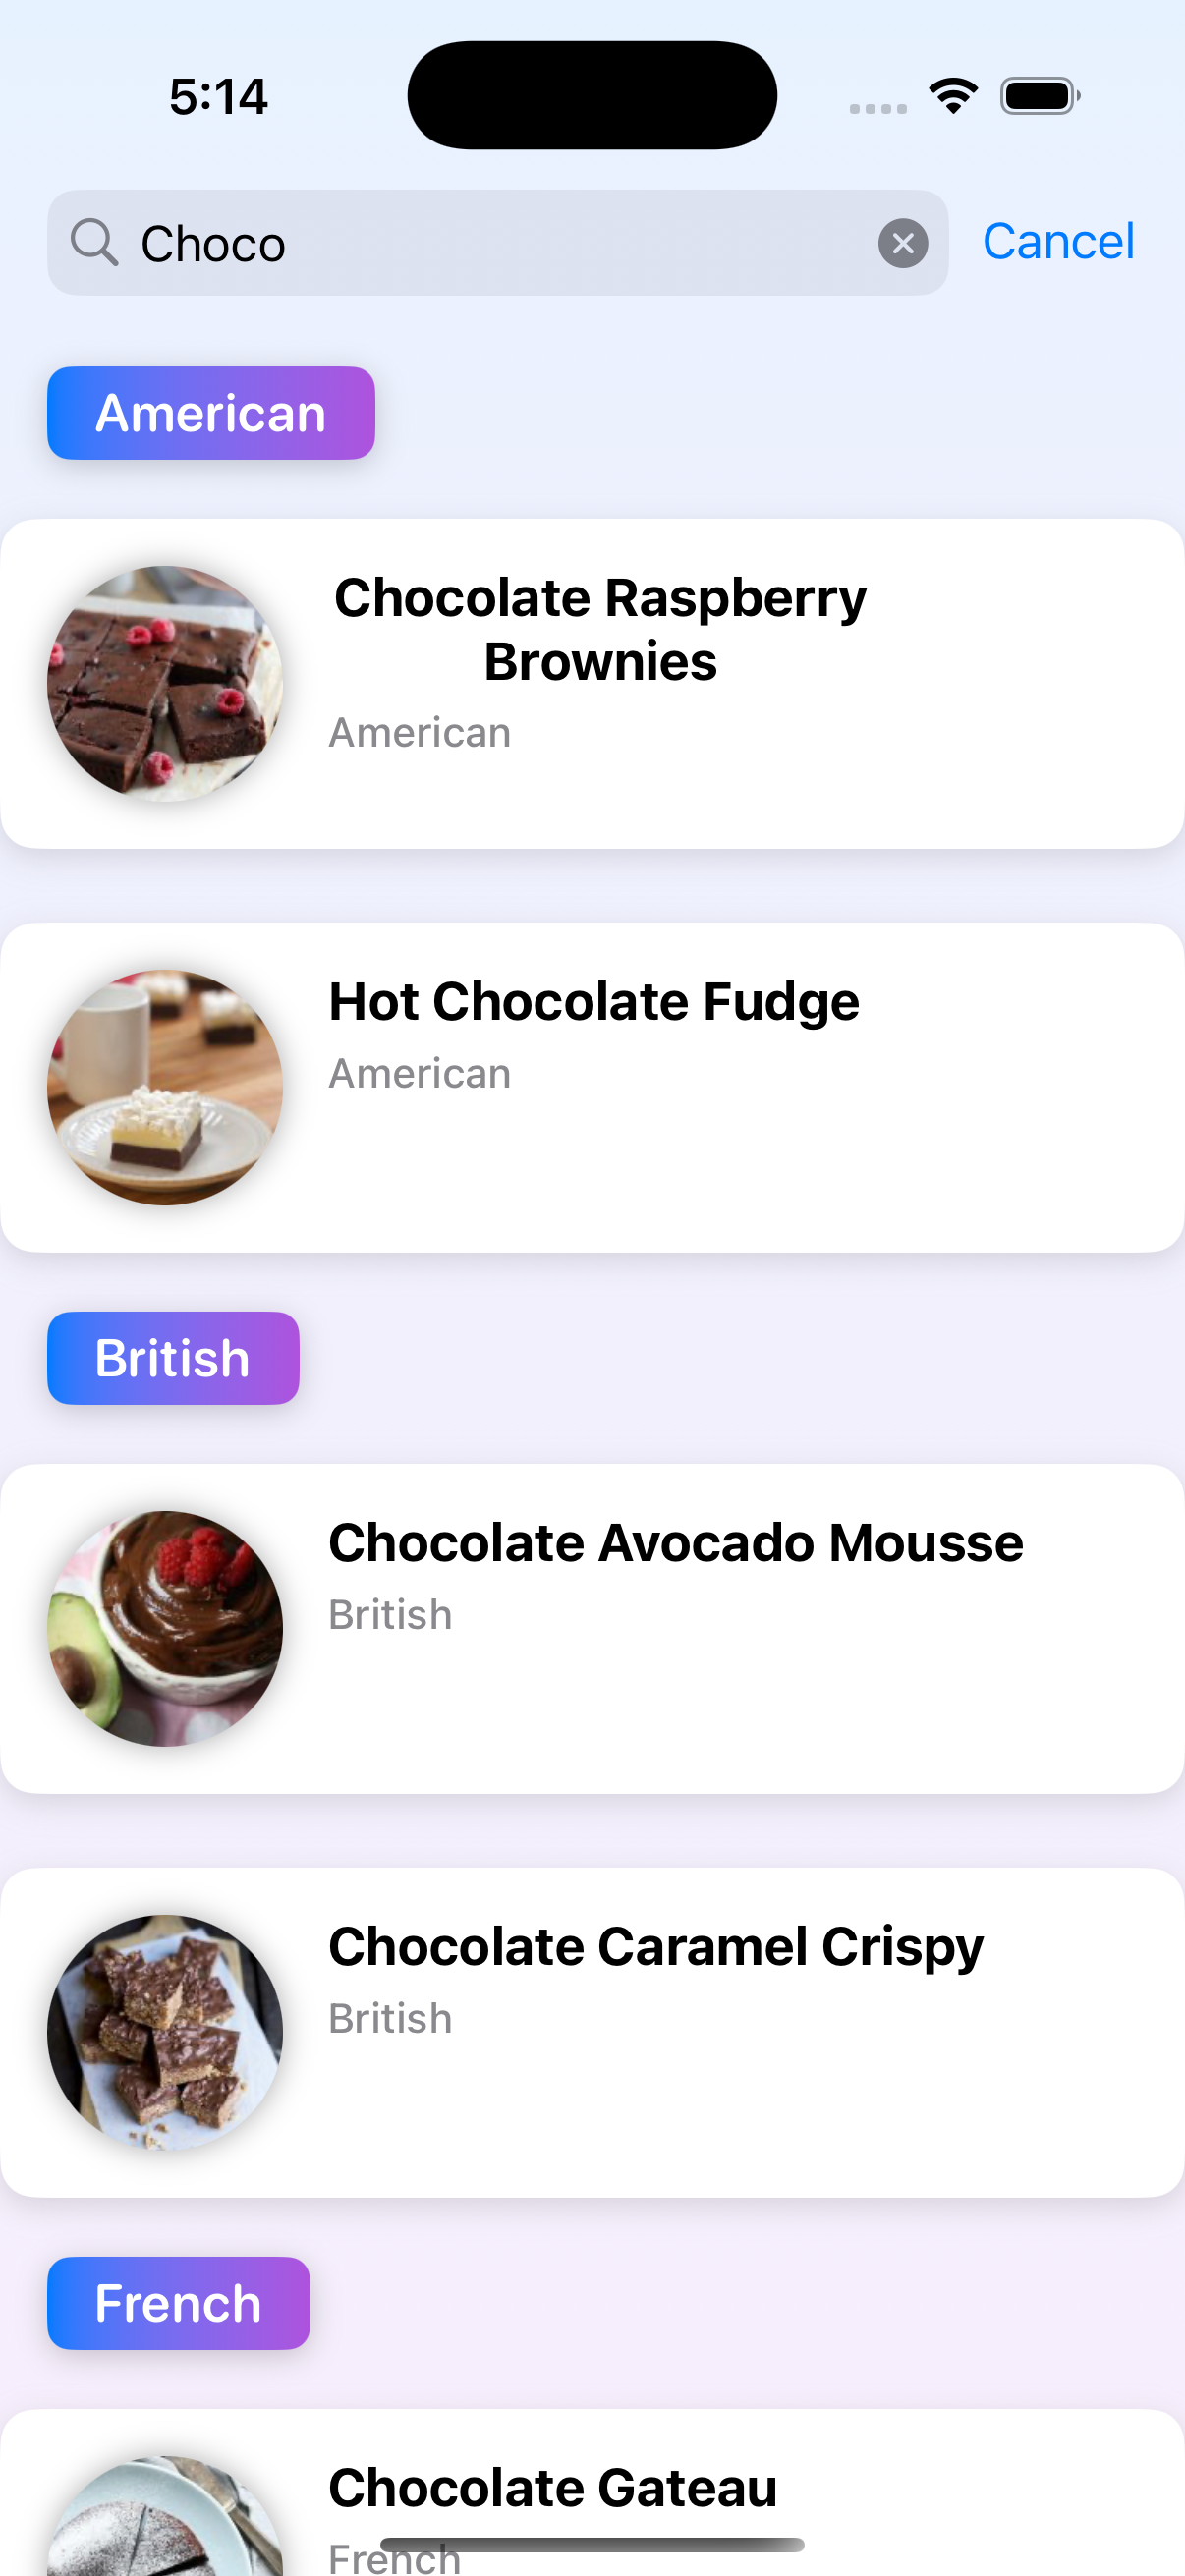 5:14
Choco
Cancel
American
Chocolate Raspberry
Brownies
American
Hot Chocolate Fudge
American
British
Chocolate Avocado Mousse
British
Chocolate Caramel Crispy
British
French
Chocolate Gateau
French